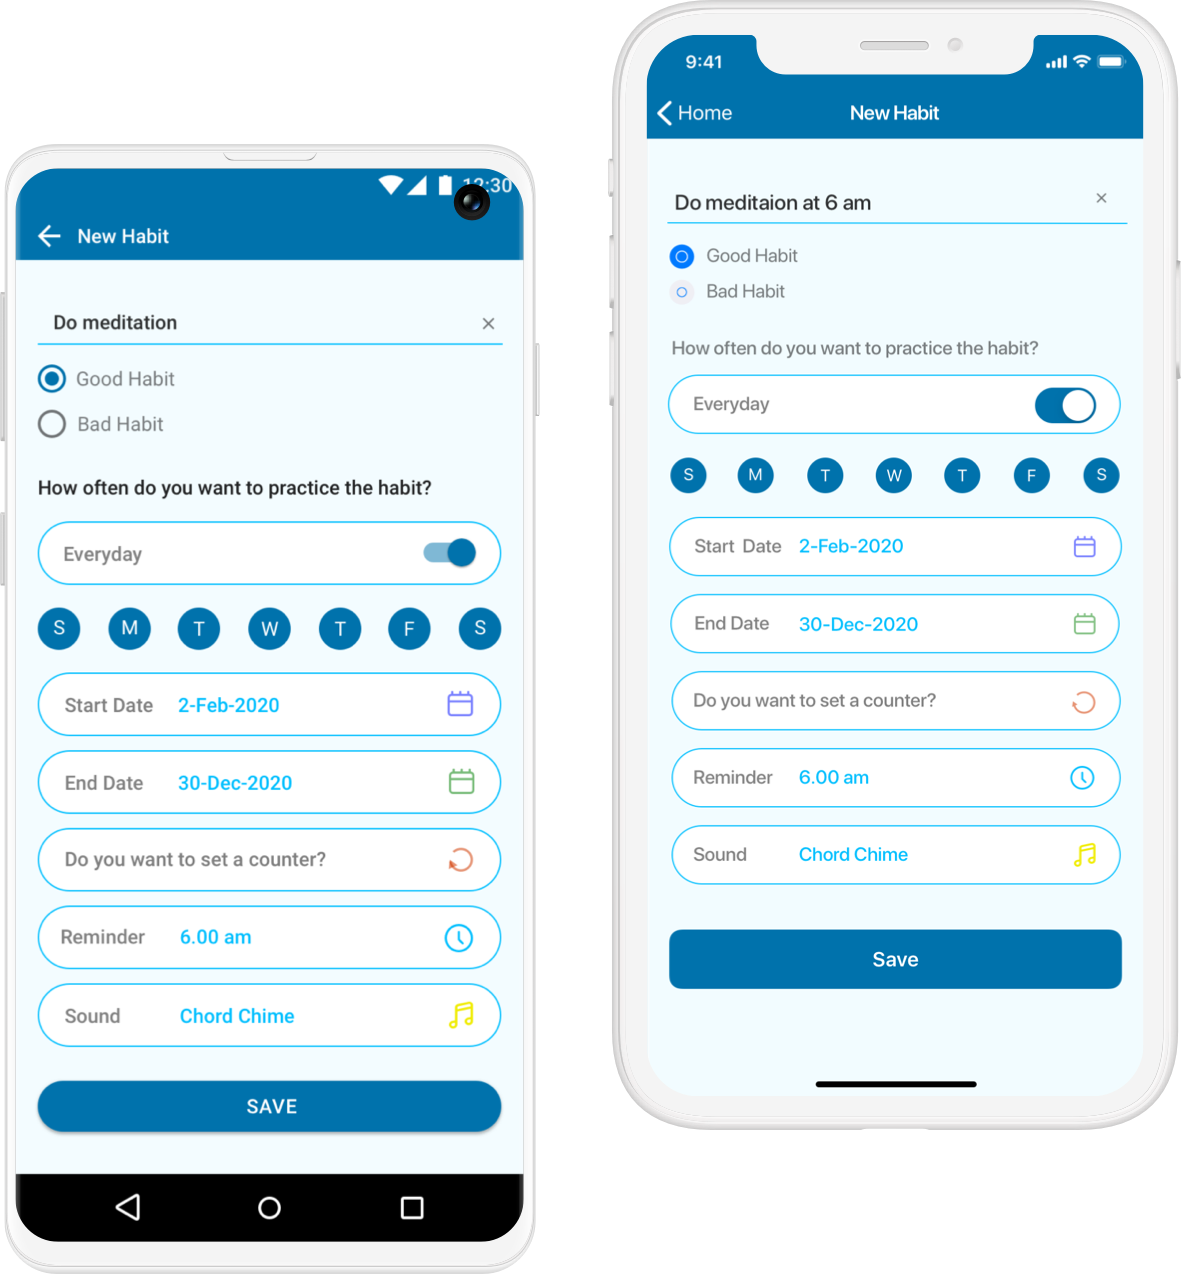 12:30
New Habit
Do meditation
Good Habit
Bad Habit
How often do you want to practice the habit?
Everyday
S M T W T F S
Start Date 2-Feb-2020
End Date 30-Dec-2020
Do you want to set a counter?
Reminder 6.00 am
Sound Chord Chime
SAVE
9:41
Home New Habit
Do meditaion at 6 am
Good Habit
Bad Habit
How often do you want to practice the habit?
Everyday
S M T W T F S
Start Date 2-Feb-2020
End Date 30-Dec-2020
Do you want to set a counter?
Reminder 6.00 am
Sound Chord Chime
Save